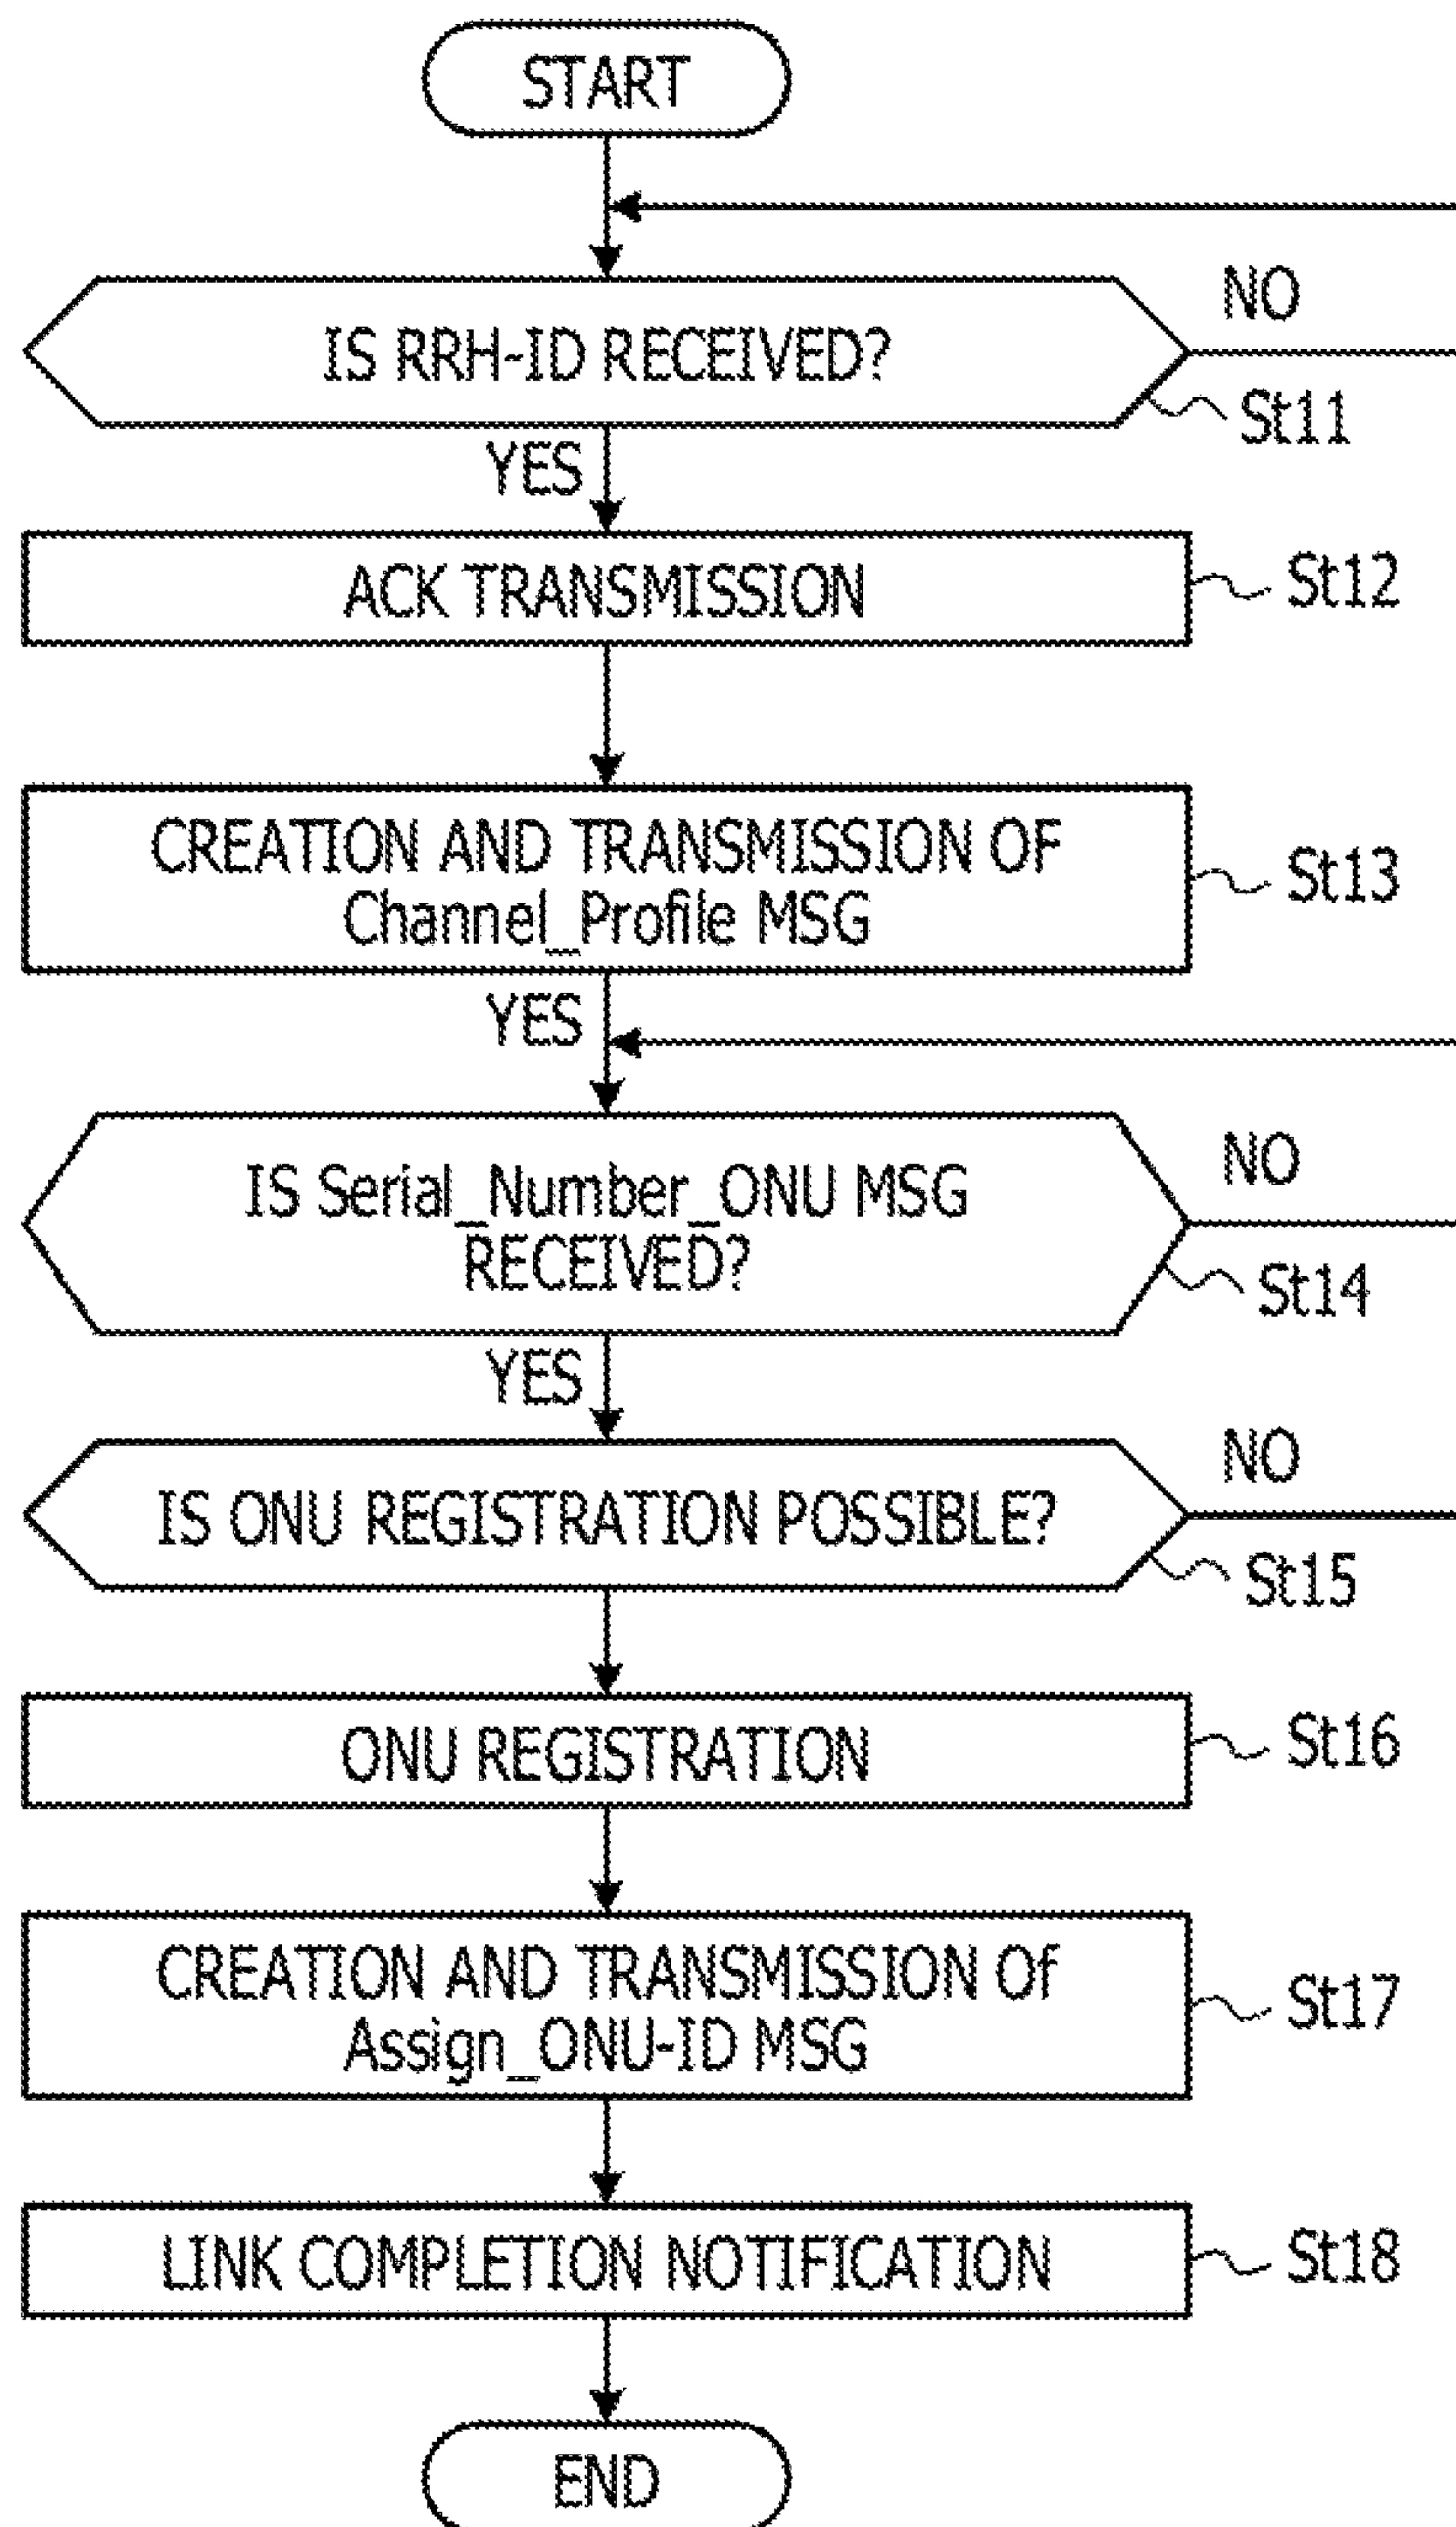 START
IS RRH-ID RECEIVED?
NO
St11
YES
ACK TRANSMISSION
St12
CREATION AND TRANSMISSION OF
Channel_Profile MSG
St13
YES
IS Serial_Number_ONU MSG
RECEIVED?
NO
St14
YES
IS ONU REGISTRATION POSSIBLE?
NO
St15
ONU REGISTRATION
St16
CREATION AND TRANSMISSION Of
Assign_ONU-ID MSG
St17
LINK COMPLETION NOTIFICATION
St18
END